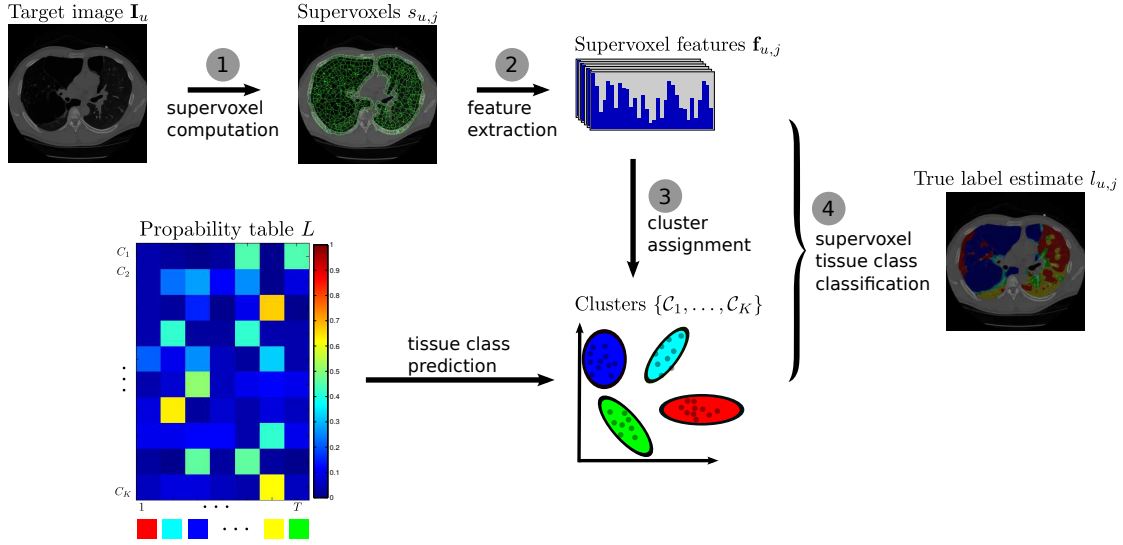 Target image I_u
Supervoxels s_{u,j}
Supervoxel features f_{u,j}
1
supervoxel
computation
2
feature
extraction
3
cluster
assignment
4
supervoxel
tissue class
classification
True label estimate l_{u,j}
Propability table L
C_1
C_2
⋮
C_K
1
0.9
0.8
0.7
0.6
0.5
0.4
0.3
0.2
0.1
0
1 ... T
...
tissue class
prediction
Clusters {C_1, ..., C_K}